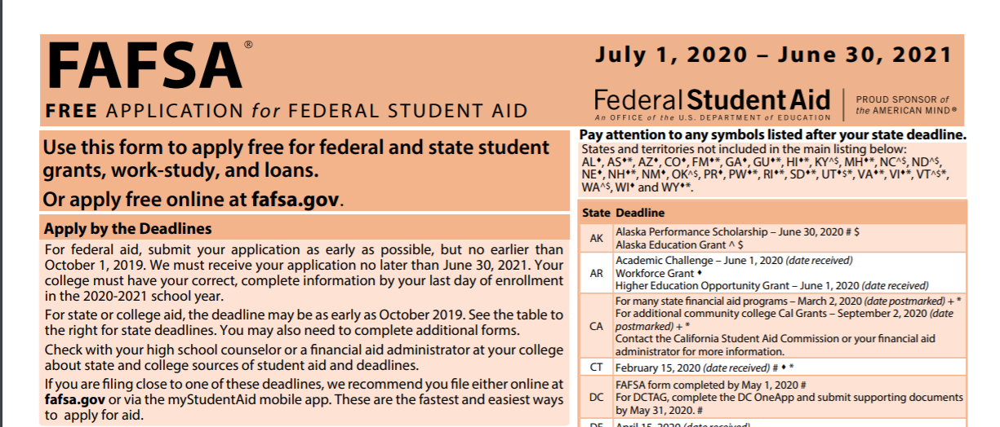 FAFSA®
FREE APPLICATION for FEDERAL STUDENT AID
July 1, 2020 – June 30, 2021
Federal Student Aid
An OFFICE of the U.S. DEPARTMENT of EDUCATION
PROUD SPONSOR of
the AMERICAN MIND®
Use this form to apply free for federal and state student
grants, work-study, and loans.
Or apply free online at fafsa.gov.
Apply by the Deadlines
For federal aid, submit your application as early as possible, but no earlier than
October 1, 2019. We must receive your application no later than June 30, 2021. Your
college must have your correct, complete information by your last day of enrollment
in the 2020-2021 school year.
For state or college aid, the deadline may be as early as October 2019. See the table to
the right for state deadlines. You may also need to complete additional forms.
Check with your high school counselor or a financial aid administrator at your college
about state and college sources of student aid and deadlines.
If you are filing close to one of these deadlines, we recommend you file either online at
fafsa.gov or via the myStudentAid mobile app. These are the fastest and easiest ways
to apply for aid.
Pay attention to any symbols listed after your state deadline.
States and territories not included in the main listing below:
AL♦, AS♦*, AZ♦, CO♦, FM♦*, GA♦, GU♦*, HI♦*, KY^$, MH♦*, NC^$, ND^$,
NE♦, NH♦*, NM♦, OK^$, PR♦, PW♦*, RI♦*, SD♦*, UT♦$*, VA♦*, VI♦*, VT^$*,
WA^$, WI♦ and WY♦*.
State Deadline
AK Alaska Performance Scholarship – June 30, 2020 # $
Alaska Education Grant ^ $
AR Academic Challenge – June 1, 2020 (date received)
Workforce Grant ♦
Higher Education Opportunity Grant – June 1, 2020 (date received)
CA For many state financial aid programs – March 2, 2020 (date postmarked) + *
For additional community college Cal Grants – September 2, 2020 (date
postmarked) + *
Contact the California Student Aid Commission or your financial aid
administrator for more information.
CT February 15, 2020 (date received) # ♦ *
DC FAFSA form completed by May 1, 2020 #
For DCTAG, complete the DC OneApp and submit supporting documents
by May 31, 2020. #
DE April 15, 2020 (date received)